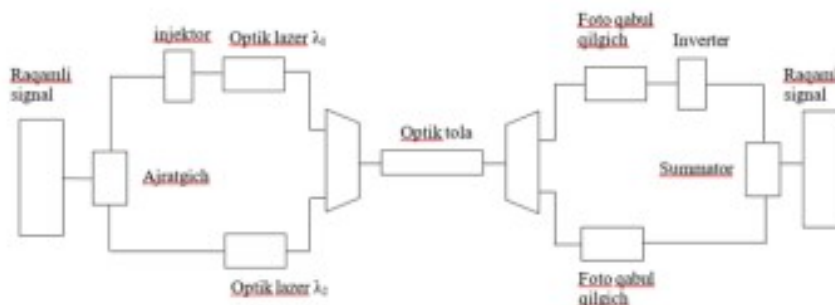 injektor
Optik lazer λ₁
Raqamli
signal
Ajratgich
Optik lazer λ₂
Optik tola
Foto qabul
qilgich
Inverter
Raqamli
signal
Summator
Foto qabul
qilgich